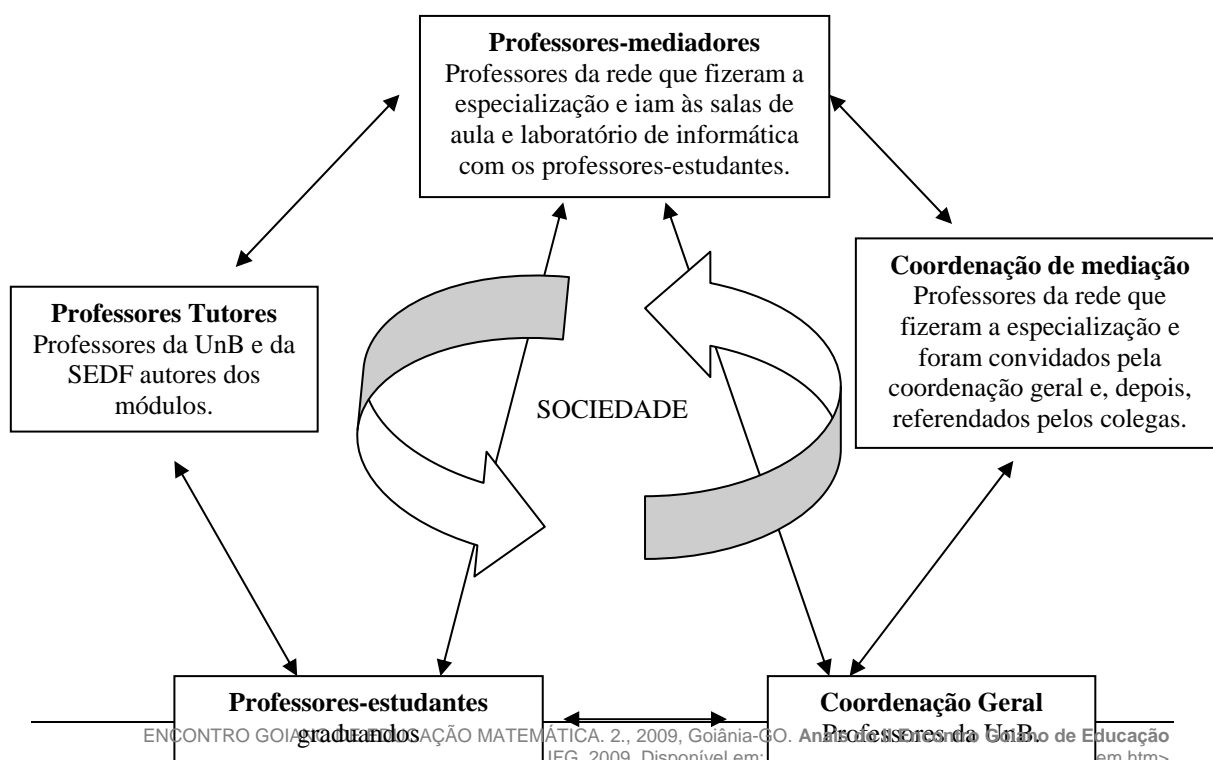 Professores-mediadores
Professores da rede que fizeram a
especialização e iam às salas de
aula e laboratório de informática
com os professores-estudantes.
Professores Tutores
Professores da UnB e da
SEDF autores dos
módulos.
Coordenação de mediação
Professores da rede que
fizeram a especialização e
foram convidados pela
coordenação geral e, depois,
referendados pelos colegas.
SOCIEDADE
Professores-estudantes
graduandos
Coordenação Geral
Professores da UnB.
ENCONTRO GOIANO DE EDUCAÇÃO MATEMÁTICA. 2., 2009, Goiânia-GO. Anais do II Encontro Goiano de Educação
2009. Disponível em:
em.htm>